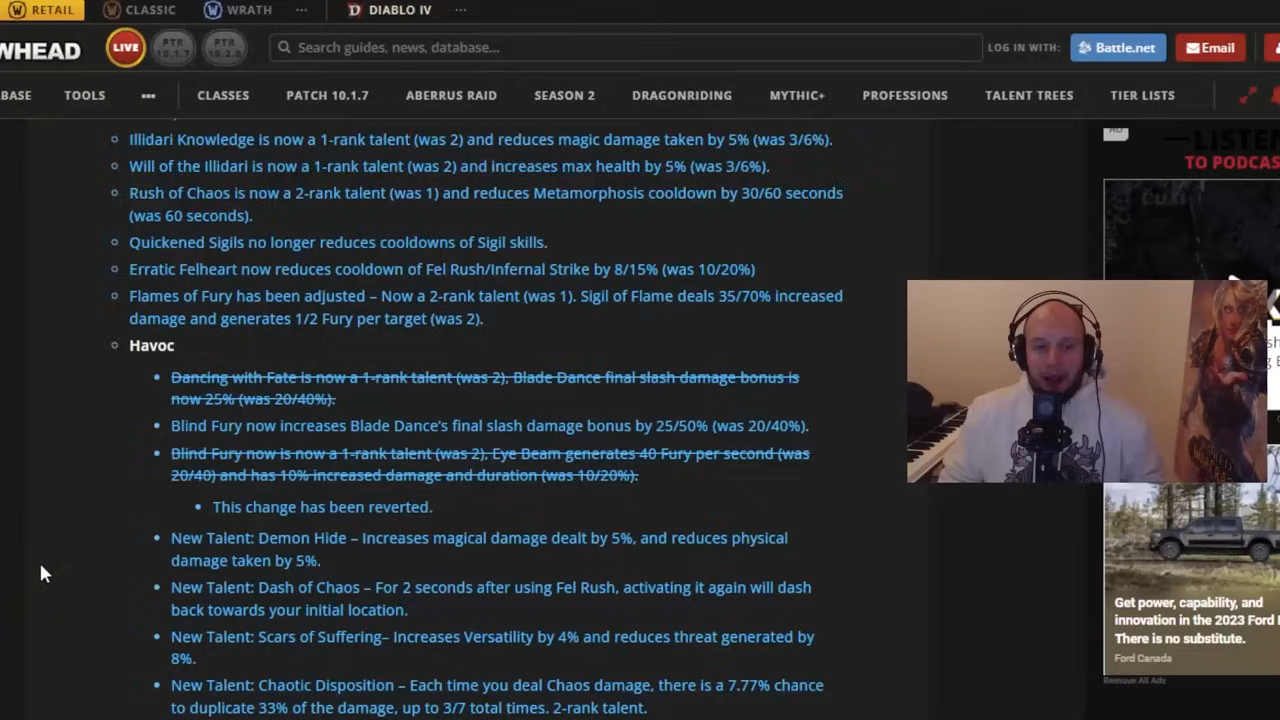 RETAIL CLASSIC WRATH ... DIABLO IV ...
WHEAD LIVE PTR 10.1.7 PTR 10.2.0 Search guides, news, database... LOG IN WITH: Battle.net Email
BASE TOOLS ... CLASSES PATCH 10.1.7 ABERRUS RAID SEASON 2 DRAGONRIDING MYTHIC+ PROFESSIONS TALENT TREES TIER LISTS
Illidari Knowledge is now a 1-rank talent (was 2) and reduces magic damage taken by 5% (was 3/6%).
Will of the Illidari is now a 1-rank talent (was 2) and increases max health by 5% (was 3/6%).
Rush of Chaos is now a 2-rank talent (was 1) and reduces Metamorphosis cooldown by 30/60 seconds
(was 60 seconds).
Quickened Sigils no longer reduces cooldowns of Sigil skills.
Erratic Felheart now reduces cooldown of Fel Rush/Infernal Strike by 8/15% (was 10/20%)
Flames of Fury has been adjusted – Now a 2-rank talent (was 1). Sigil of Flame deals 35/70% increased
damage and generates 1/2 Fury per target (was 2).
Havoc
Dancing with Fate is now a 1-rank talent (was 2), Blade Dance final slash damage bonus is
now 25% (was 20/40%).
Blind Fury now increases Blade Dance's final slash damage bonus by 25/50% (was 20/40%).
Blind Fury now is now a 1-rank talent (was 2), Eye Beam generates 40 Fury per second (was
20/40) and has 10% increased damage and duration (was 10/20%).
This change has been reverted.
New Talent: Demon Hide – Increases magical damage dealt by 5%, and reduces physical
damage taken by 5%.
New Talent: Dash of Chaos – For 2 seconds after using Fel Rush, activating it again will dash
back towards your initial location.
New Talent: Scars of Suffering– Increases Versatility by 4% and reduces threat generated by
8%.
New Talent: Chaotic Disposition – Each time you deal Chaos damage, there is a 7.77% chance
to duplicate 33% of the damage, up to 3/7 total times. 2-rank talent.
AD
LISTEN
TO PODCAS
Get power, capability, and
innovation in the 2023 Ford
There is no substitute.
Ford Canada
Remove All Ads